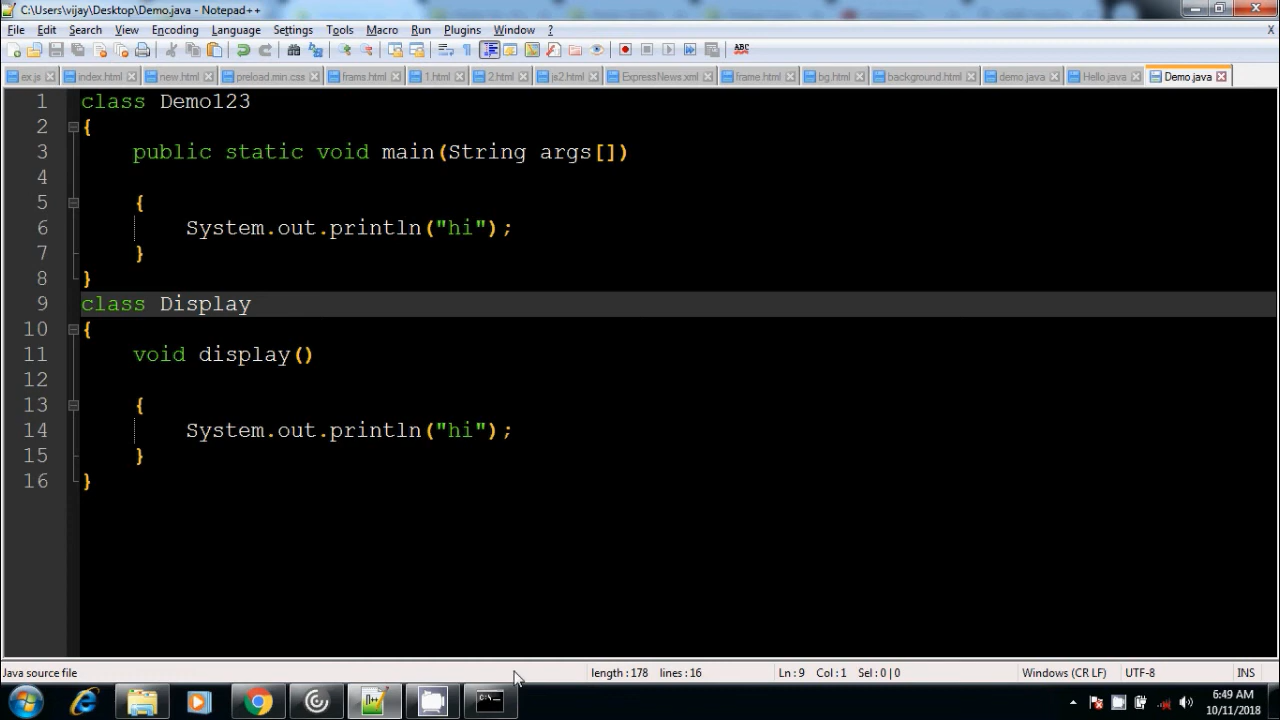 C:\Users\vijay\Desktop\Demo.java - Notepad++
File Edit Search View Encoding Language Settings Tools Macro Run Plugins Window ? X
ABC
ex.js index.html new.html preload.min.css frams.html 1.html 2.html js2.html ExpressNews.xml frame.html bg.html background.html demo.java Hello.java Demo.java
1 class Demo123
2 {
3 public static void main(String args[])
4
5 {
6 System.out.println("hi");
7 }
8 }
9 class Display
10 {
11 void display()
12
13 {
14 System.out.println("hi");
15 }
16 }
Java source file length : 178 lines : 16 Ln : 9 Col : 1 Sel : 0 | 0 Windows (CR LF) UTF-8 INS
6:49 AM
10/11/2018